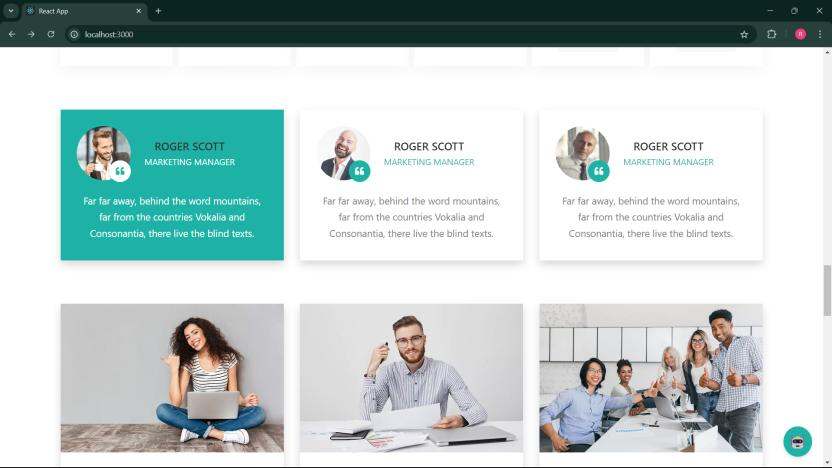 React App
localhost:3000
R
ROGER SCOTT
MARKETING MANAGER
Far far away, behind the word mountains,
far from the countries Vokalia and
Consonantia, there live the blind texts.
ROGER SCOTT
MARKETING MANAGER
Far far away, behind the word mountains,
far from the countries Vokalia and
Consonantia, there live the blind texts.
ROGER SCOTT
MARKETING MANAGER
Far far away, behind the word mountains,
far from the countries Vokalia and
Consonantia, there live the blind texts.